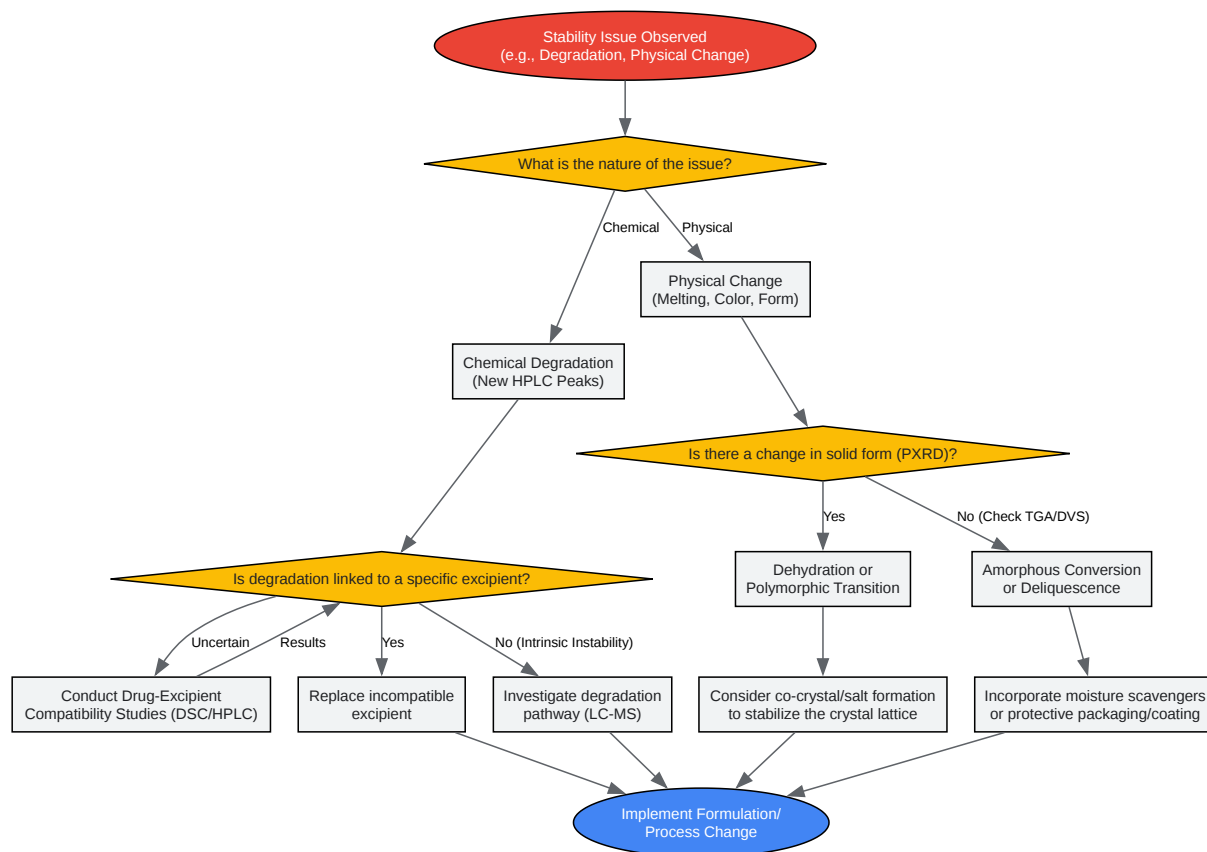 Stability Issue Observed
(e.g., Degradation, Physical Change)
What is the nature of the issue?
Chemical
Physical
Physical Change
(Melting, Color, Form)
Chemical Degradation
(New HPLC Peaks)
Is there a change in solid form (PXRD)?
Yes
No (Check TGA/DVS)
Is degradation linked to a specific excipient?
Dehydration or
Polymorphic Transition
Amorphous Conversion
or Deliquescence
Uncertain
Results
Yes
No (Intrinsic Instability)
Conduct Drug-Excipient
Compatibility Studies (DSC/HPLC)
Replace incompatible
excipient
Investigate degradation
pathway (LC-MS)
Consider co-crystal/salt formation
to stabilize the crystal lattice
Incorporate moisture scavengers
or protective packaging/coating
Implement Formulation/
Process Change